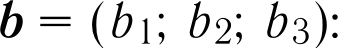 b = (b₁; b₂; b₃):